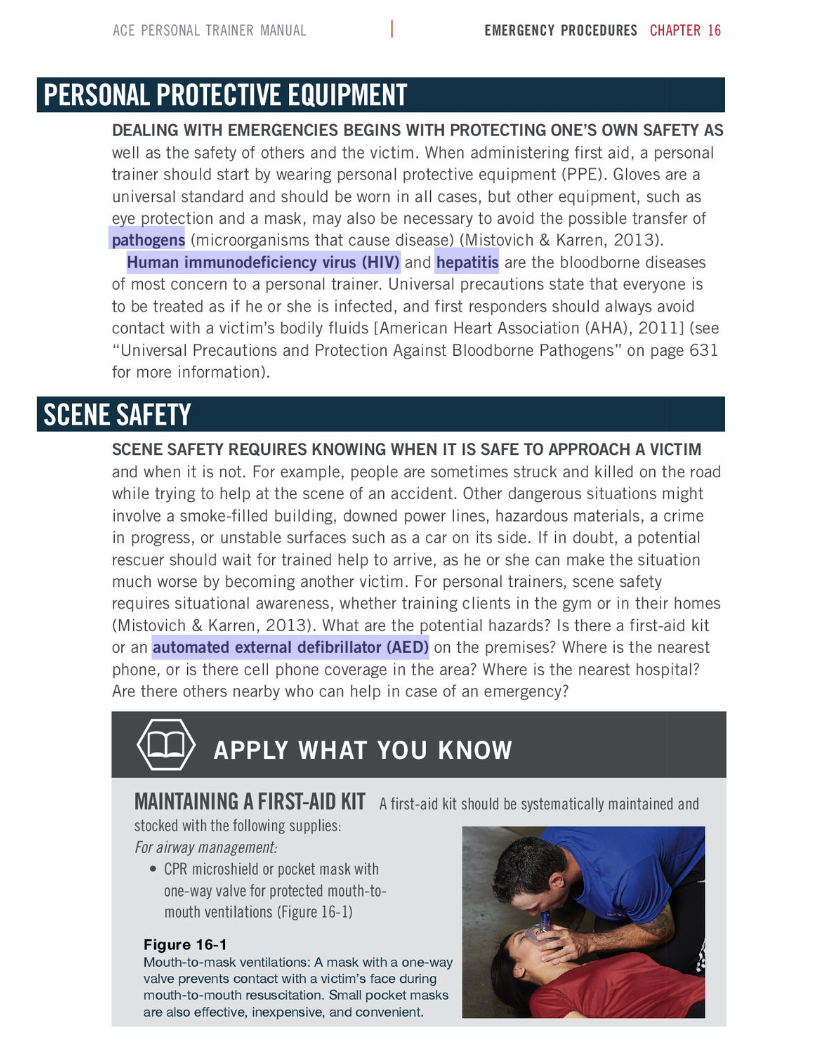 ACE PERSONAL TRAINER MANUAL
EMERGENCY PROCEDURES CHAPTER 16
PERSONAL PROTECTIVE EQUIPMENT
DEALING WITH EMERGENCIES BEGINS WITH PROTECTING ONE'S OWN SAFETY AS
well as the safety of others and the victim. When administering first aid, a personal
trainer should start by wearing personal protective equipment (PPE). Gloves are a
universal standard and should be worn in all cases, but other equipment, such as
eye protection and a mask, may also be necessary to avoid the possible transfer of
pathogens (microorganisms that cause disease) (Mistovich & Karren, 2013).
Human immunodeficiency virus (HIV) and hepatitis are the bloodborne diseases
of most concern to a personal trainer. Universal precautions state that everyone is
to be treated as if he or she is infected, and first responders should always avoid
contact with a victim's bodily fluids [American Heart Association (AHA), 2011] (see
“Universal Precautions and Protection Against Bloodborne Pathogens” on page 631
for more information).
SCENE SAFETY
SCENE SAFETY REQUIRES KNOWING WHEN IT IS SAFE TO APPROACH A VICTIM
and when it is not. For example, people are sometimes struck and killed on the road
while trying to help at the scene of an accident. Other dangerous situations might
involve a smoke-filled building, downed power lines, hazardous materials, a crime
in progress, or unstable surfaces such as a car on its side. If in doubt, a potential
rescuer should wait for trained help to arrive, as he or she can make the situation
much worse by becoming another victim. For personal trainers, scene safety
requires situational awareness, whether training clients in the gym or in their homes
(Mistovich & Karren, 2013). What are the potential hazards? Is there a first-aid kit
or an automated external defibrillator (AED) on the premises? Where is the nearest
phone, or is there cell phone coverage in the area? Where is the nearest hospital?
Are there others nearby who can help in case of an emergency?
APPLY WHAT YOU KNOW
MAINTAINING A FIRST-AID KIT A first-aid kit should be systematically maintained and
stocked with the following supplies:
For airway management:
• CPR microshield or pocket mask with
one-way valve for protected mouth-to-
mouth ventilations (Figure 16-1)
Figure 16-1
Mouth-to-mask ventilations: A mask with a one-way
valve prevents contact with a victim's face during
mouth-to-mouth resuscitation. Small pocket masks
are also effective, inexpensive, and convenient.